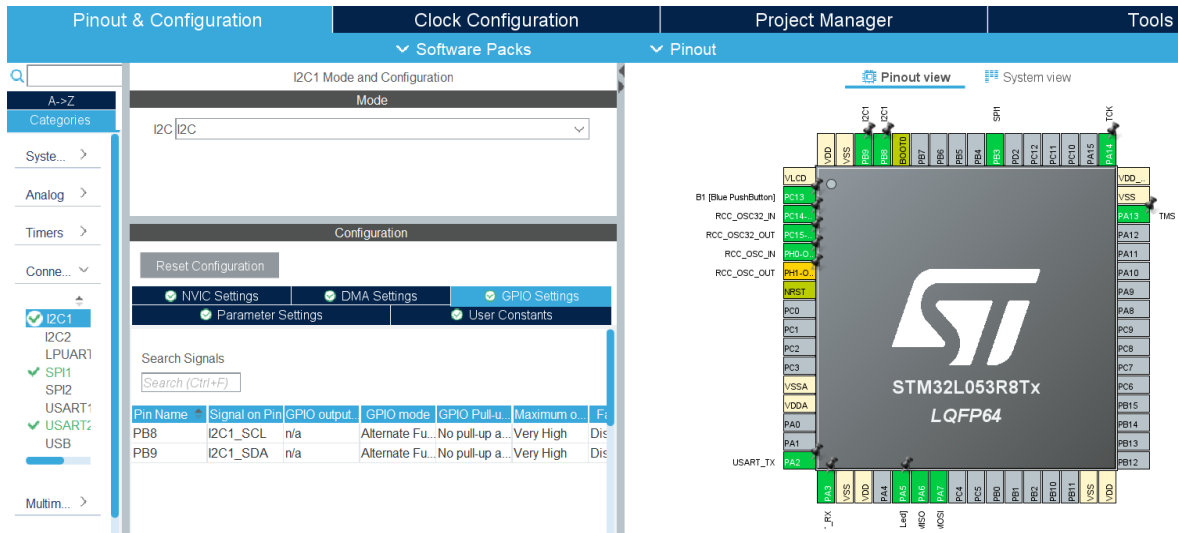 Pinout & Configuration
Clock Configuration
Project Manager
Tools
Software Packs
Pinout
A->Z
Categories
Syste...
Analog
Timers
Conne...
I2C1
I2C2
LPUART
SPI1
SPI2
USART1
USART2
USB
Multim...
I2C1 Mode and Configuration
Mode
I2C I2C
Configuration
Reset Configuration
NVIC Settings
DMA Settings
GPIO Settings
Parameter Settings
User Constants
Search Signals
Search (Ctrl+F)
Pin Name Signal on Pin GPIO output... GPIO mode GPIO Pull-u... Maximum o... Fa
PB8 I2C1_SCL n/a Alternate Fu... No pull-up a... Very High Dis
PB9 I2C1_SDA n/a Alternate Fu... No pull-up a... Very High Dis
Pinout view
System view
I2C1
I2C1
SPI1
TCK
VDD
VSS
PB9
PB8
BOOT0
PB7
PB6
PB5
PB4
PB3
PD2
PC12
PC11
PC10
PA15
PA14
VLCD
B1 [Blue PushButton] PC13
RCC_OSC32_IN PC14-
RCC_OSC32_OUT PC15-..
RCC_OSC_IN PH0-O..
RCC_OSC_OUT PH1-O..
NRST
PC0
PC1
PC2
PC3
VSSA
VDDA
PA0
PA1
USART_TX PA2
VDD_..
VSS
PA13 TMS
PA12
PA11
PA10
PA9
PA8
PC9
PC8
PC7
PC6
PB15
PB14
PB13
PB12
STM32L053R8Tx
LQFP64
PA3
VSS
VDD
PA4
PA5
PA6
PA7
PC4
PC5
PB0
PB1
PB2
PB10
PB11
VSS
VDD
_RX
Led]
MISO
MOSI